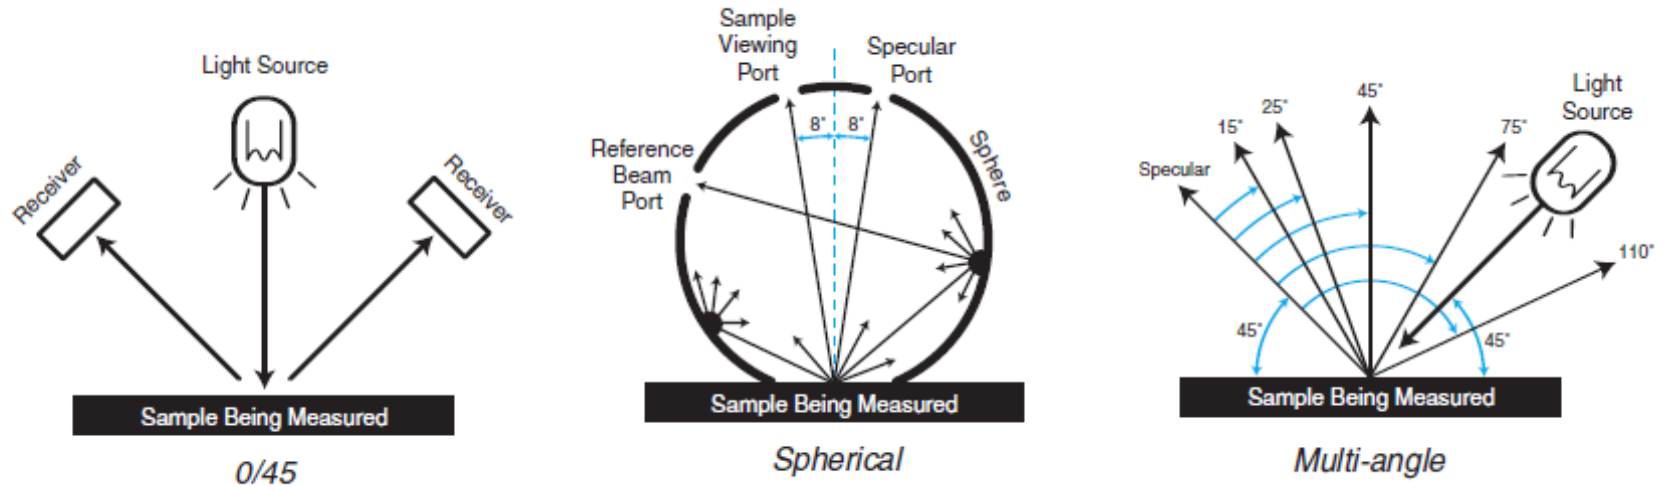 Light Source
Receiver
Receiver
Sample Being Measured
0/45
Sample
Viewing
Port
Specular
Port
8°
8°
Reference
Beam
Port
Sphere
Sample Being Measured
Spherical
Light
Source
45°
25°
15°
75°
Specular
110°
45°
45°
Sample Being Measured
Multi-angle